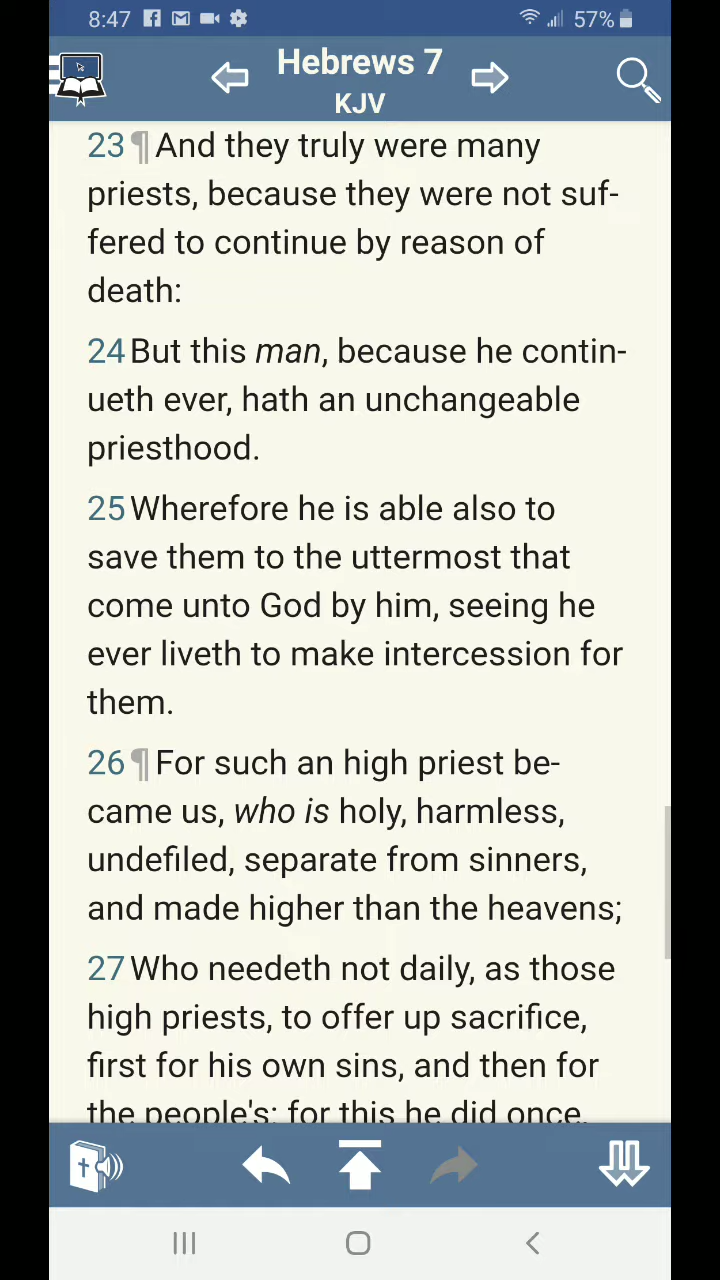 8:47 57%
Hebrews 7
KJV
23 ¶ And they truly were many
priests, because they were not suf-
fered to continue by reason of
death:
24 But this man, because he contin-
ueth ever, hath an unchangeable
priesthood.
25 Wherefore he is able also to
save them to the uttermost that
come unto God by him, seeing he
ever liveth to make intercession for
them.
26 ¶ For such an high priest be-
came us, who is holy, harmless,
undefiled, separate from sinners,
and made higher than the heavens;
27 Who needeth not daily, as those
high priests, to offer up sacrifice,
first for his own sins, and then for
the people's: for this he did once,